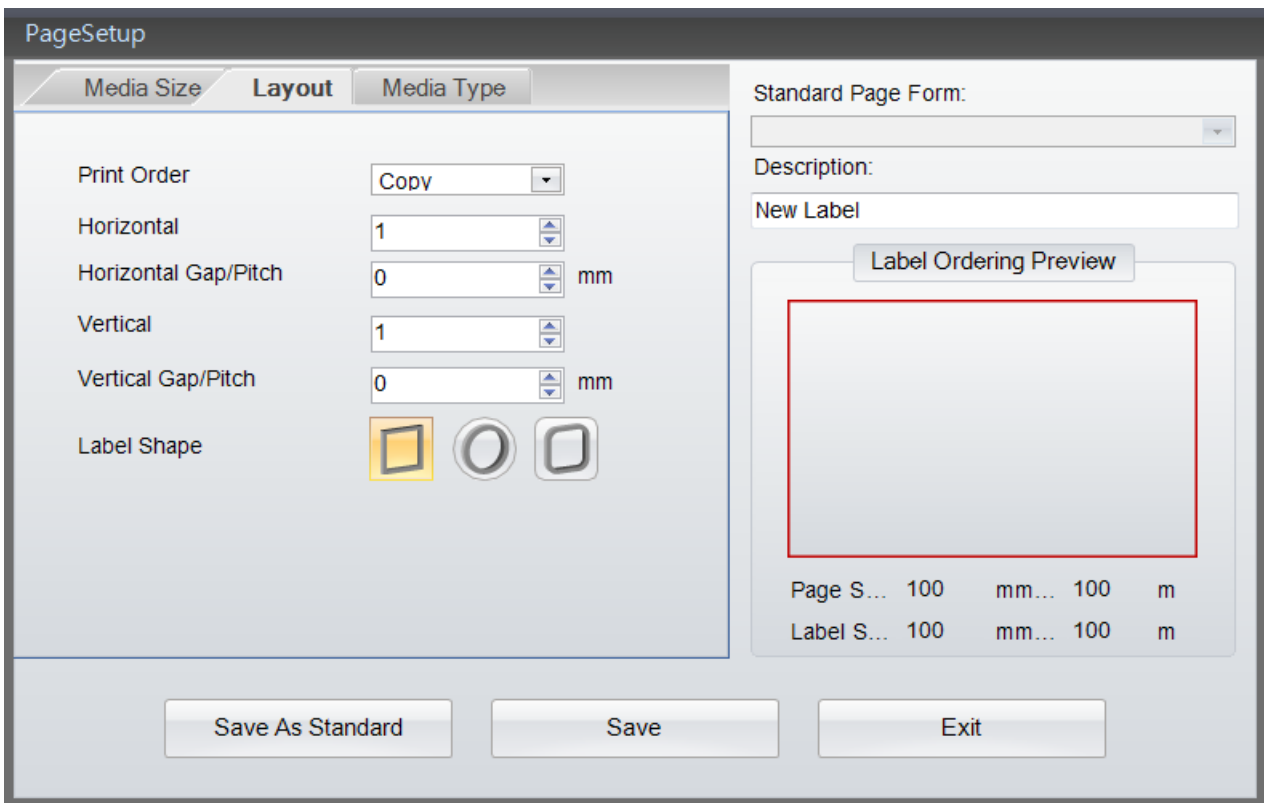 PageSetup
Media Size Layout Media Type
Print Order Copy
Horizontal 1
Horizontal Gap/Pitch 0 mm
Vertical 1
Vertical Gap/Pitch 0 mm
Label Shape
Standard Page Form:
Description:
New Label
Label Ordering Preview
Page S... 100 mm... 100 m
Label S... 100 mm... 100 m
Save As Standard Save Exit